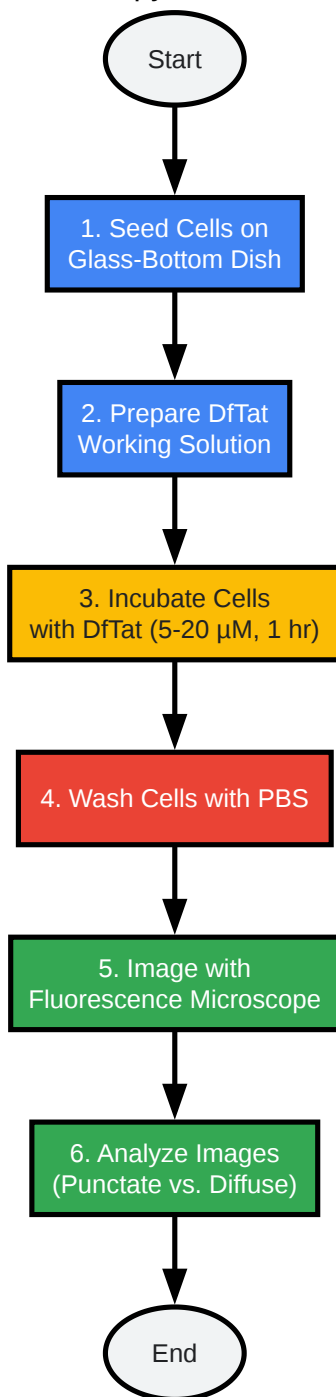 Start
1. Seed Cells on
Glass-Bottom Dish
2. Prepare DfTat
Working Solution
3. Incubate Cells
with DfTat (5-20 µM, 1 hr)
4. Wash Cells with PBS
5. Image with
Fluorescence Microscope
6. Analyze Images
(Punctate vs. Diffuse)
End